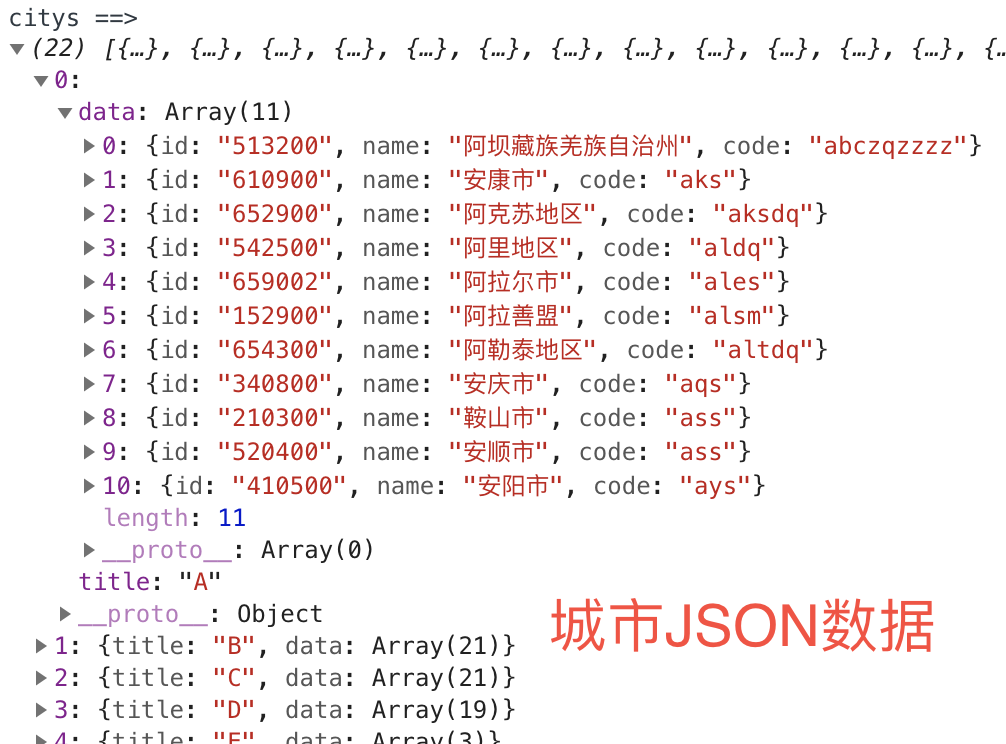 citys ==>
▼(22) [{…}, {…}, {…}, {…}, {…}, {…}, {…}, {…}, {…}, {…}, {…}, {…}, {…
▼0:
▼data: Array(11)
▶0: {id: "513200", name: "阿坝藏族羌族自治州", code: "abczqzzzz"}
▶1: {id: "610900", name: "安康市", code: "aks"}
▶2: {id: "652900", name: "阿克苏地区", code: "aksdq"}
▶3: {id: "542500", name: "阿里地区", code: "aldq"}
▶4: {id: "659002", name: "阿拉尔市", code: "ales"}
▶5: {id: "152900", name: "阿拉善盟", code: "alsm"}
▶6: {id: "654300", name: "阿勒泰地区", code: "altdq"}
▶7: {id: "340800", name: "安庆市", code: "aqs"}
▶8: {id: "210300", name: "鞍山市", code: "ass"}
▶9: {id: "520400", name: "安顺市", code: "ass"}
▶10: {id: "410500", name: "安阳市", code: "ays"}
length: 11
▶__proto__: Array(0)
title: "A"
▶__proto__: Object
城市JSON数据
▶1: {title: "B", data: Array(21)}
▶2: {title: "C", data: Array(21)}
▶3: {title: "D", data: Array(19)}
▶4: {title: "E", data: Array(3)}